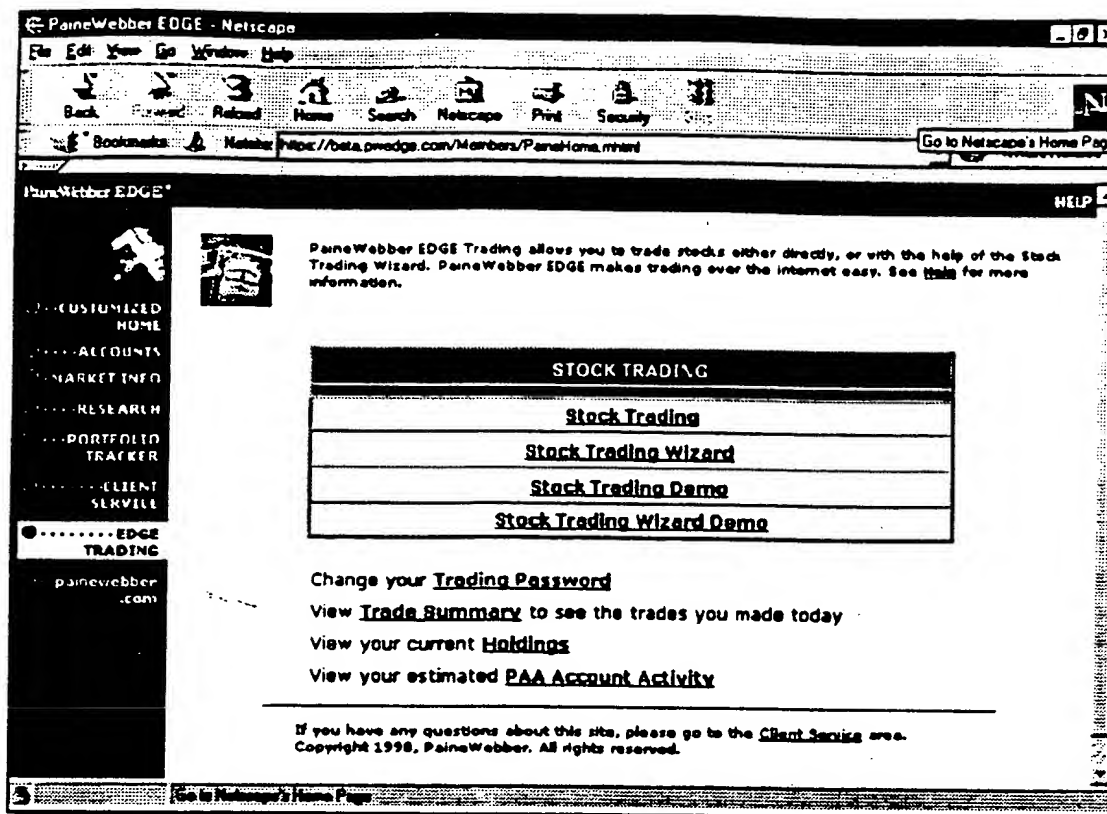 PaineWebber EDGE - Netscape
File Edit View Go Window Help
Back Forward Reload Home Search Netscape Print Security
Bookmarks Netsite: https://beta.pwedge.com/Members/PaineHome.mhtml
Go to Netscape's Home Pag
PaineWebber EDGE*
HELP
PaineWebber EDGE Trading allows you to trade stocks either directly, or with the help of the Stock
Trading Wizard. PaineWebber EDGE makes trading over the internet easy. See Help for more
information.
CUSTOMIZED
HOME
ACCOUNTS
MARKET INFO
RESEARCH
PORTFOLIO
TRACKER
CLIENT
SERVICE
EDGE
TRADING
painewebber
.com
STOCK TRADING
Stock Trading
Stock Trading Wizard
Stock Trading Demo
Stock Trading Wizard Demo
Change your Trading Password
View Trade Summary to see the trades you made today
View your current Holdings
View your estimated PAA Account Activity
If you have any questions about this site, please go to the Client Service area.
Copyright 1998, PaineWebber. All rights reserved.
Go to Netscape's Home Page